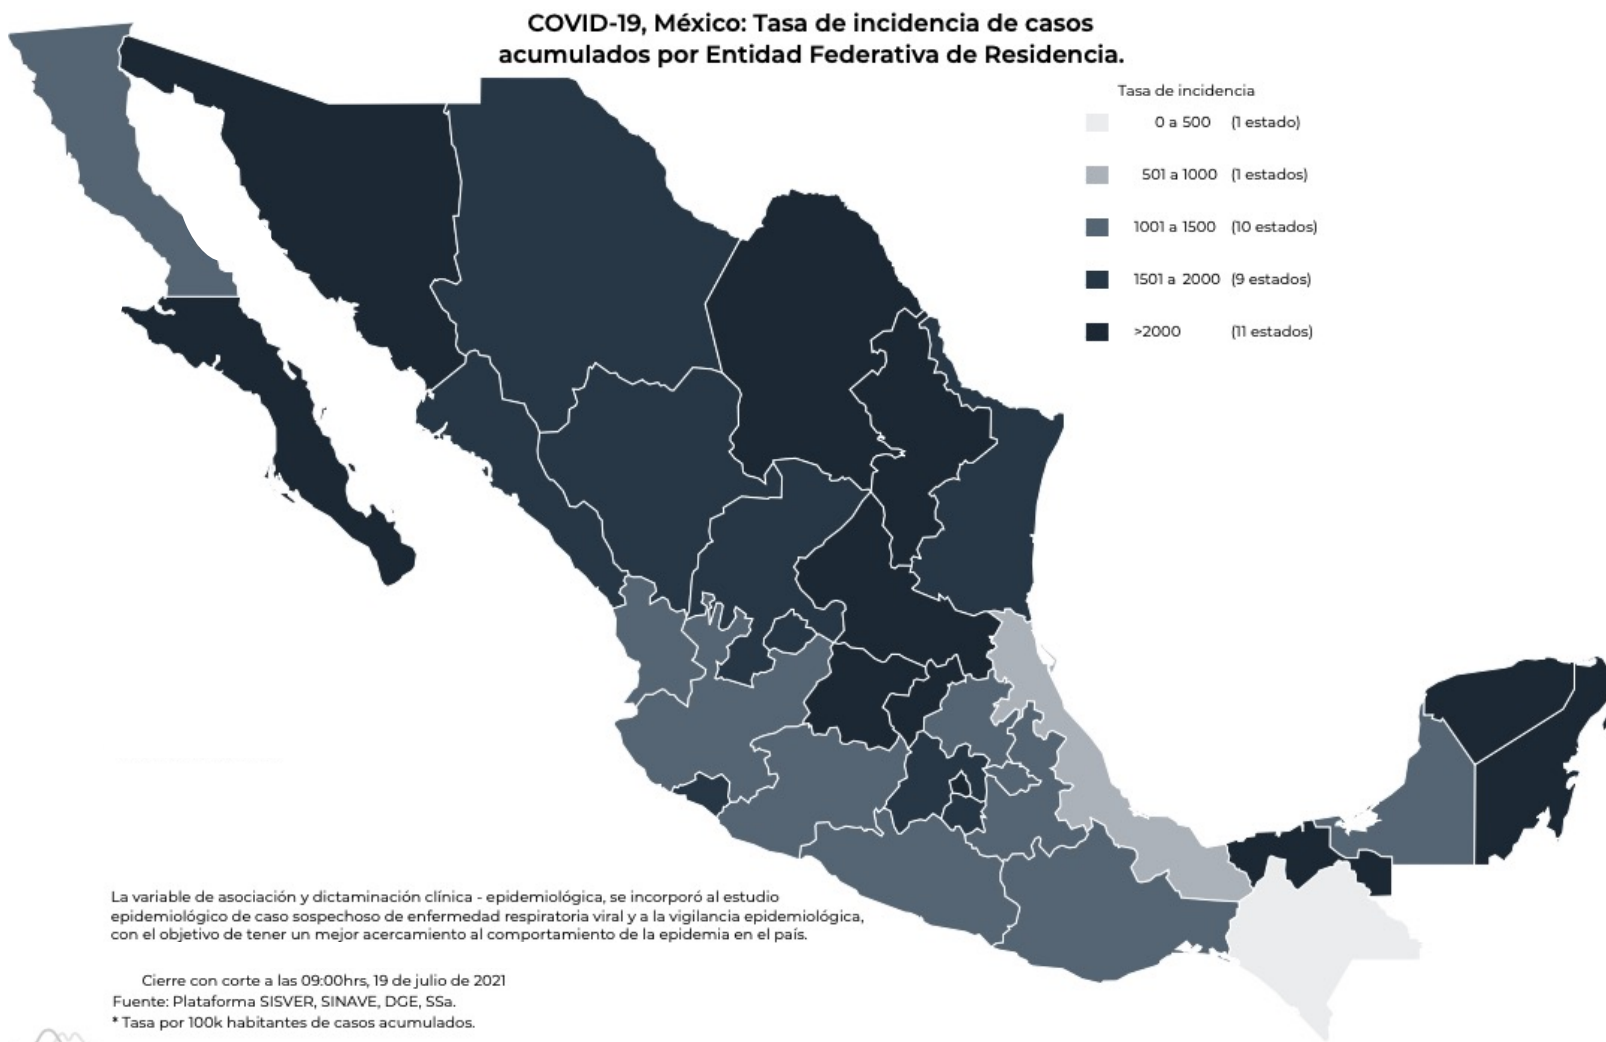 COVID-19, México: Tasa de incidencia de casos
acumulados por Entidad Federativa de Residencia.
Tasa de incidencia
0 a 500 (1 estado)
501 a 1000 (1 estados)
1001 a 1500 (10 estados)
1501 a 2000 (9 estados)
>2000 (11 estados)
La variable de asociación y dictaminación clínica - epidemiológica, se incorporó al estudio
epidemiológico de caso sospechoso de enfermedad respiratoria viral y a la vigilancia epidemiológica,
con el objetivo de tener un mejor acercamiento al comportamiento de la epidemia en el país.
Cierre con corte a las 09:00hrs, 19 de julio de 2021
Fuente: Plataforma SISVER, SINAVE, DGE, SSa.
* Tasa por 100k habitantes de casos acumulados.